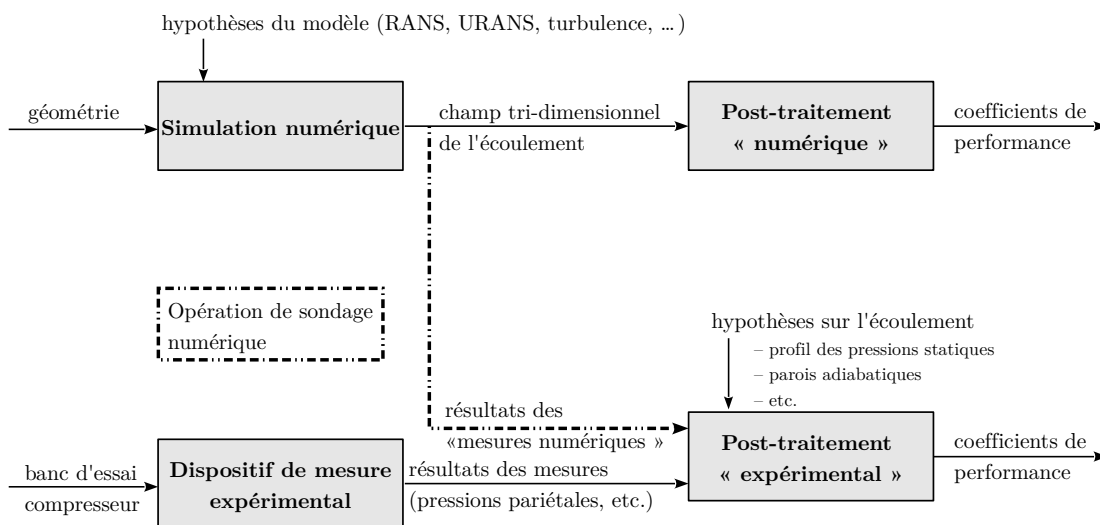 hypothèses du modèle (RANS, URANS, turbulence, ...)
géométrie
Simulation numérique
champ tri-dimensionnel
de l'écoulement
Post-traitement
« numérique »
coefficients de
performance
Opération de sondage
numérique
hypothèses sur l'écoulement
– profil des pressions statiques
– parois adiabatiques
– etc.
résultats des
«mesures numériques »
banc d'essai
compresseur
Dispositif de mesure
expérimental
résultats des mesures
(pressions pariétales, etc.)
Post-traitement
« expérimental »
coefficients de
performance